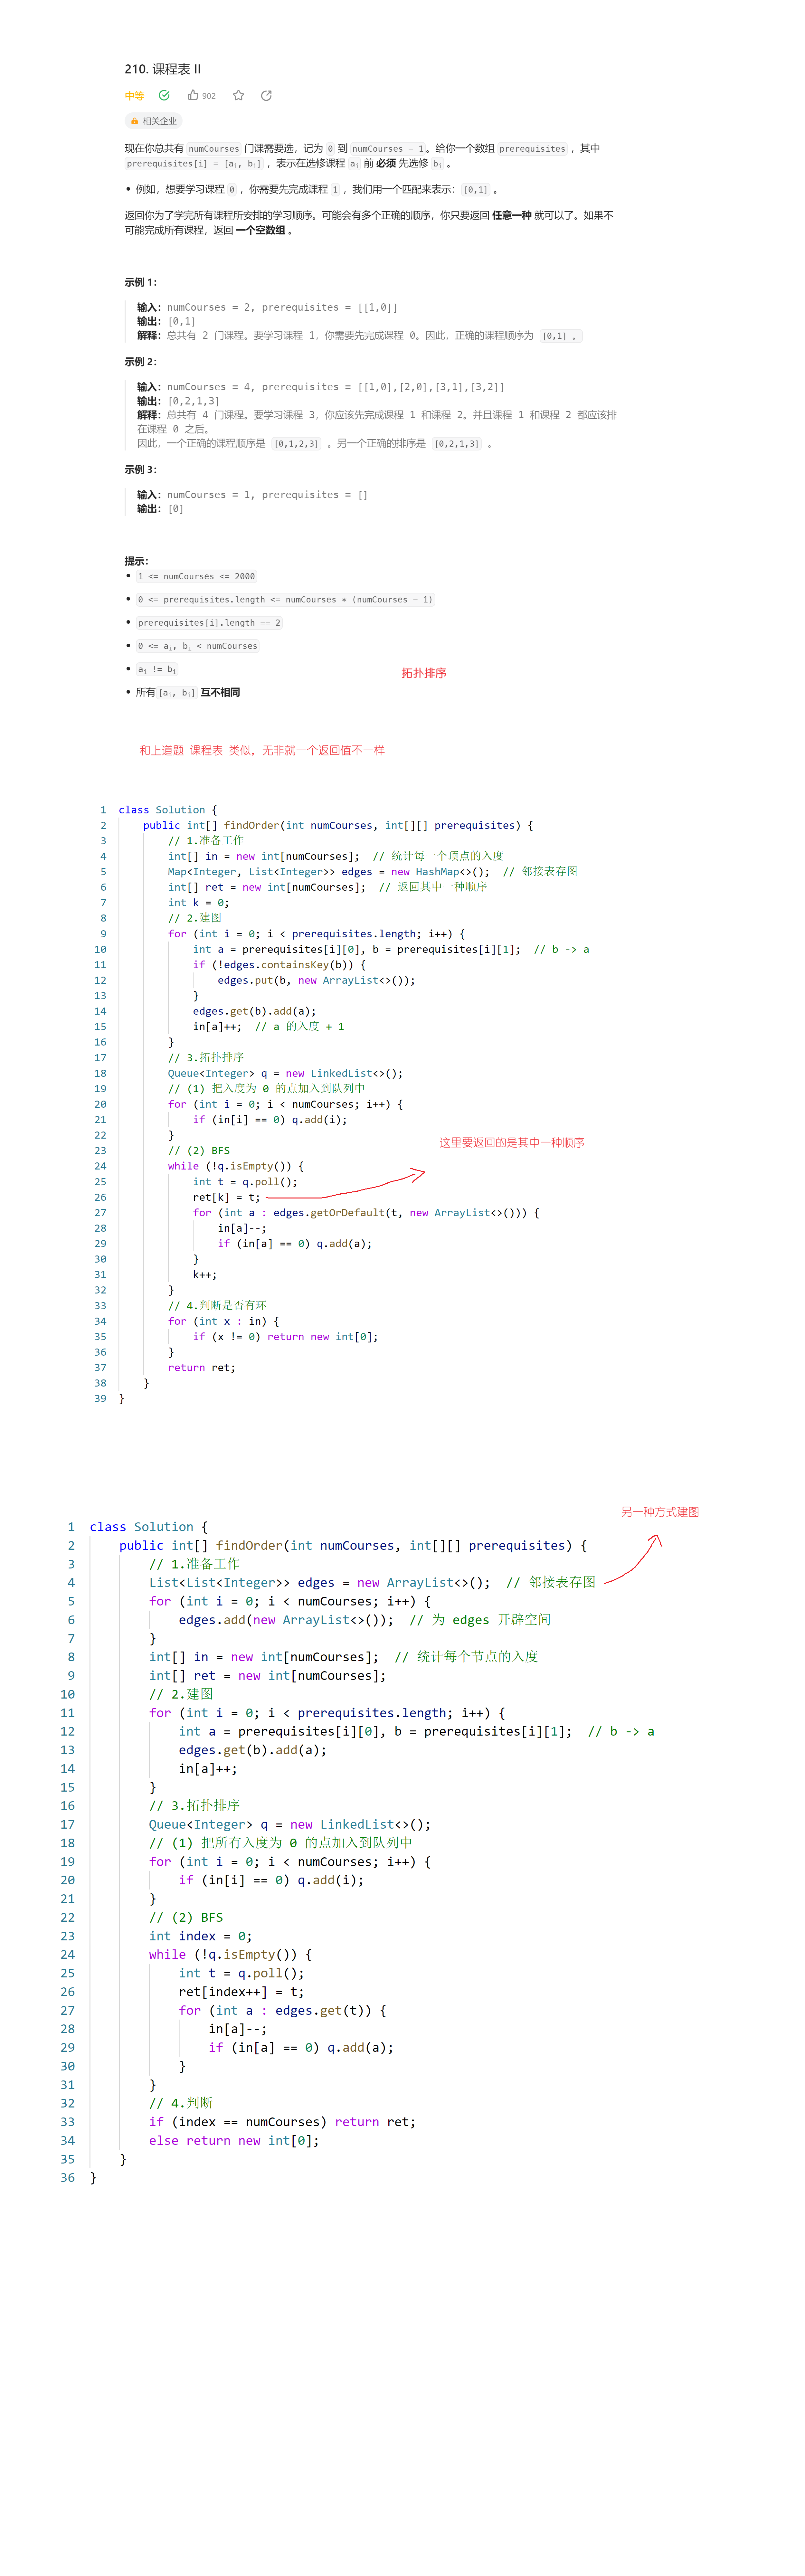 210. 课程表 II
中等 902
相关企业
现在你总共有 numCourses 门课需要选，记为 0 到 numCourses - 1。给你一个数组 prerequisites ，其中
prerequisites[i] = [ai, bi] ，表示在选修课程 ai 前 必须 先选修 bi 。
• 例如，想要学习课程 0 ，你需要先完成课程 1 ，我们用一个匹配来表示：[0,1] 。
返回你为了学完所有课程所安排的学习顺序。可能会有多个正确的顺序，你只要返回 任意一种 就可以了。如果不
可能完成所有课程，返回 一个空数组 。
示例 1：
输入：numCourses = 2, prerequisites = [[1,0]]
输出：[0,1]
解释：总共有 2 门课程。要学习课程 1，你需要先完成课程 0。因此，正确的课程顺序为 [0,1] 。
示例 2：
输入：numCourses = 4, prerequisites = [[1,0],[2,0],[3,1],[3,2]]
输出：[0,2,1,3]
解释：总共有 4 门课程。要学习课程 3，你应该先完成课程 1 和课程 2。并且课程 1 和课程 2 都应该排
在课程 0 之后。
因此，一个正确的课程顺序是 [0,1,2,3] 。另一个正确的排序是 [0,2,1,3] 。
示例 3：
输入：numCourses = 1, prerequisites = []
输出：[0]
提示：
• 1 <= numCourses <= 2000
• 0 <= prerequisites.length <= numCourses * (numCourses - 1)
• prerequisites[i].length == 2
• 0 <= ai, bi < numCourses
• ai != bi
拓扑排序
• 所有[ai, bi] 互不相同
和上道题 课程表 类似。无非就一个返回值不一样
1 class Solution {
2 public int[] findOrder(int numCourses, int[][] prerequisites) {
3 // 1.准备工作
4 int[] in = new int[numCourses]; // 统计每一个顶点的入度
5 Map<Integer, List<Integer>> edges = new HashMap<>(); // 邻接表存图
6 int[] ret = new int[numCourses]; // 返回其中一种顺序
7 int k = 0;
8 // 2.建图
9 for (int i = 0; i < prerequisites.length; i++) {
10 int a = prerequisites[i][0], b = prerequisites[i][1]; // b -> a
11 if (!edges.containsKey(b)) {
12 edges.put(b, new ArrayList<>());
13 }
14 edges.get(b).add(a);
15 in[a]++; // a 的入度 + 1
16 }
17 // 3.拓扑排序
18 Queue<Integer> q = new LinkedList<>();
19 // (1) 把入度为 0 的点加入到队列中
20 for (int i = 0; i < numCourses; i++) {
21 if (in[i] == 0) q.add(i);
22 }
这里要返回的是其中一种顺序
23 // (2) BFS
24 while (!q.isEmpty()) {
25 int t = q.poll();
26 ret[k] = t;
27 for (int a : edges.getOrDefault(t, new ArrayList<>())) {
28 in[a]--;
29 if (in[a] == 0) q.add(a);
30 }
31 k++;
32 }
33 // 4.判断是否有环
34 for (int x : in) {
35 if (x != 0) return new int[0];
36 }
37 return ret;
38 }
39 }
另一种方式建图
1 class Solution {
2 public int[] findOrder(int numCourses, int[][] prerequisites) {
3 // 1.准备工作
4 List<List<Integer>> edges = new ArrayList<>(); // 邻接表存图
5 for (int i = 0; i < numCourses; i++) {
6 edges.add(new ArrayList<>()); // 为 edges 开辟空间
7 }
8 int[] in = new int[numCourses]; // 统计每个节点的入度
9 int[] ret = new int[numCourses];
10 // 2.建图
11 for (int i = 0; i < prerequisites.length; i++) {
12 int a = prerequisites[i][0], b = prerequisites[i][1]; // b -> a
13 edges.get(b).add(a);
14 in[a]++;
15 }
16 // 3.拓扑排序
17 Queue<Integer> q = new LinkedList<>();
18 // (1) 把所有入度为 0 的点加入到队列中
19 for (int i = 0; i < numCourses; i++) {
20 if (in[i] == 0) q.add(i);
21 }
22 // (2) BFS
23 int index = 0;
24 while (!q.isEmpty()) {
25 int t = q.poll();
26 ret[index++] = t;
27 for (int a : edges.get(t)) {
28 in[a]--;
29 if (in[a] == 0) q.add(a);
30 }
31 }
32 // 4.判断
33 if (index == numCourses) return ret;
34 else return new int[0];
35 }
36 }